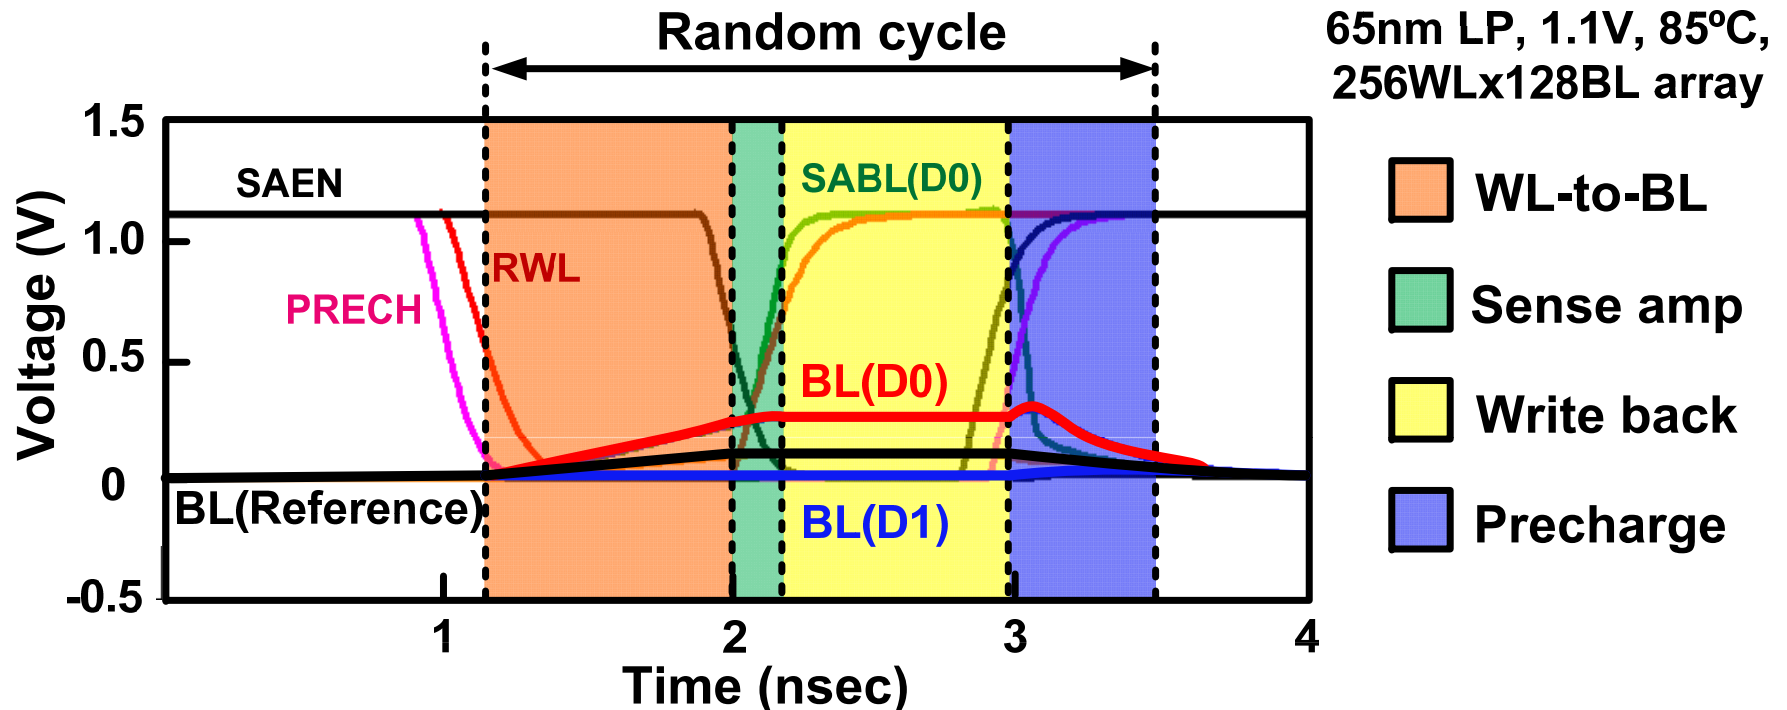 Random cycle
65nm LP, 1.1V, 85ºC,
256WLx128BL array
1.5
1.0
0.5
0
-0.5
Voltage (V)
SAEN
SABL(D0)
RWL
PRECH
BL(D0)
BL(Reference)
BL(D1)
WL-to-BL
Sense amp
Write back
Precharge
1
2
3
4
Time (nsec)